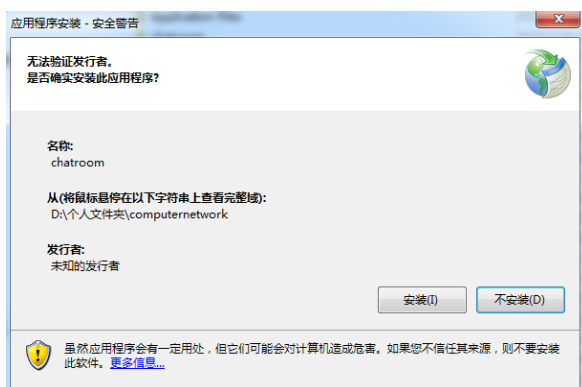 Application Files
应用程序安装 - 安全警告
无法验证发行者。
是否确实安装此应用程序?
名称:
chatroom
从(将鼠标悬停在以下字符串上查看完整域):
D:\个人文件夹\computernetwork
发行者:
未知的发行者
安装(I)
不安装(D)
虽然应用程序会有一定用处，但它们可能会对计算机造成危害。如果您不信任其来源，则不要安装
此软件。更多信息...